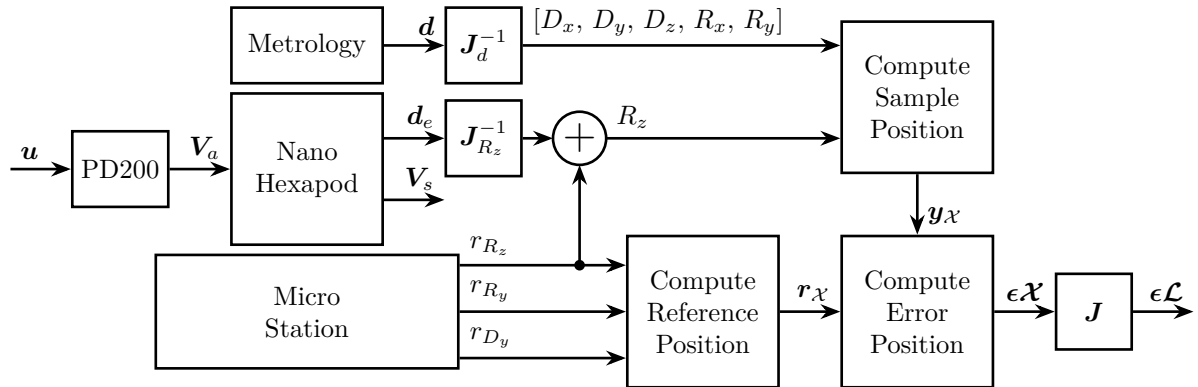 Metrology
d
J_d^{-1}
[D_x, D_y, D_z, R_x, R_y]
Compute
Sample
Position
u
PD200
V_a
Nano
Hexapod
d_e
J_{R_z}^{-1}
+
R_z
V_s
y_𝒳
Micro
Station
r_{R_z}
r_{R_y}
r_{D_y}
Compute
Reference
Position
r_𝒳
Compute
Error
Position
ϵ𝒳
J
ϵℒ